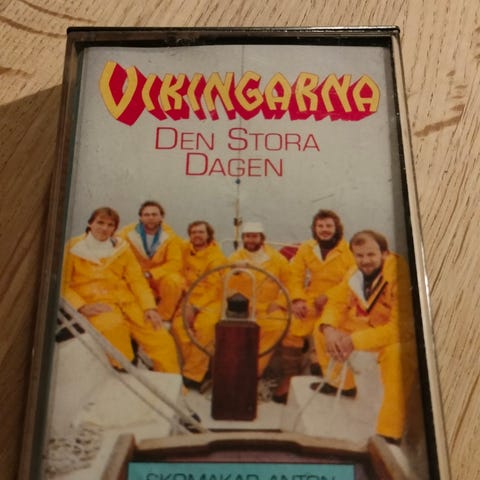 VIKINGARNA
DEN STORA
DAGEN
SKOMAKAR ANTON